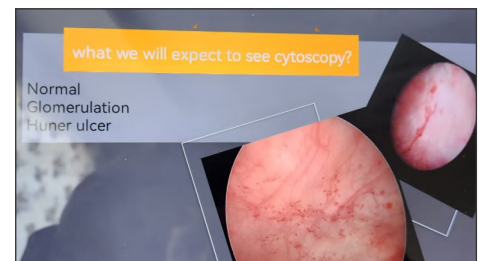 what we will expect to see cytoscopy?
Normal
Glomerulation
Huner ulcer